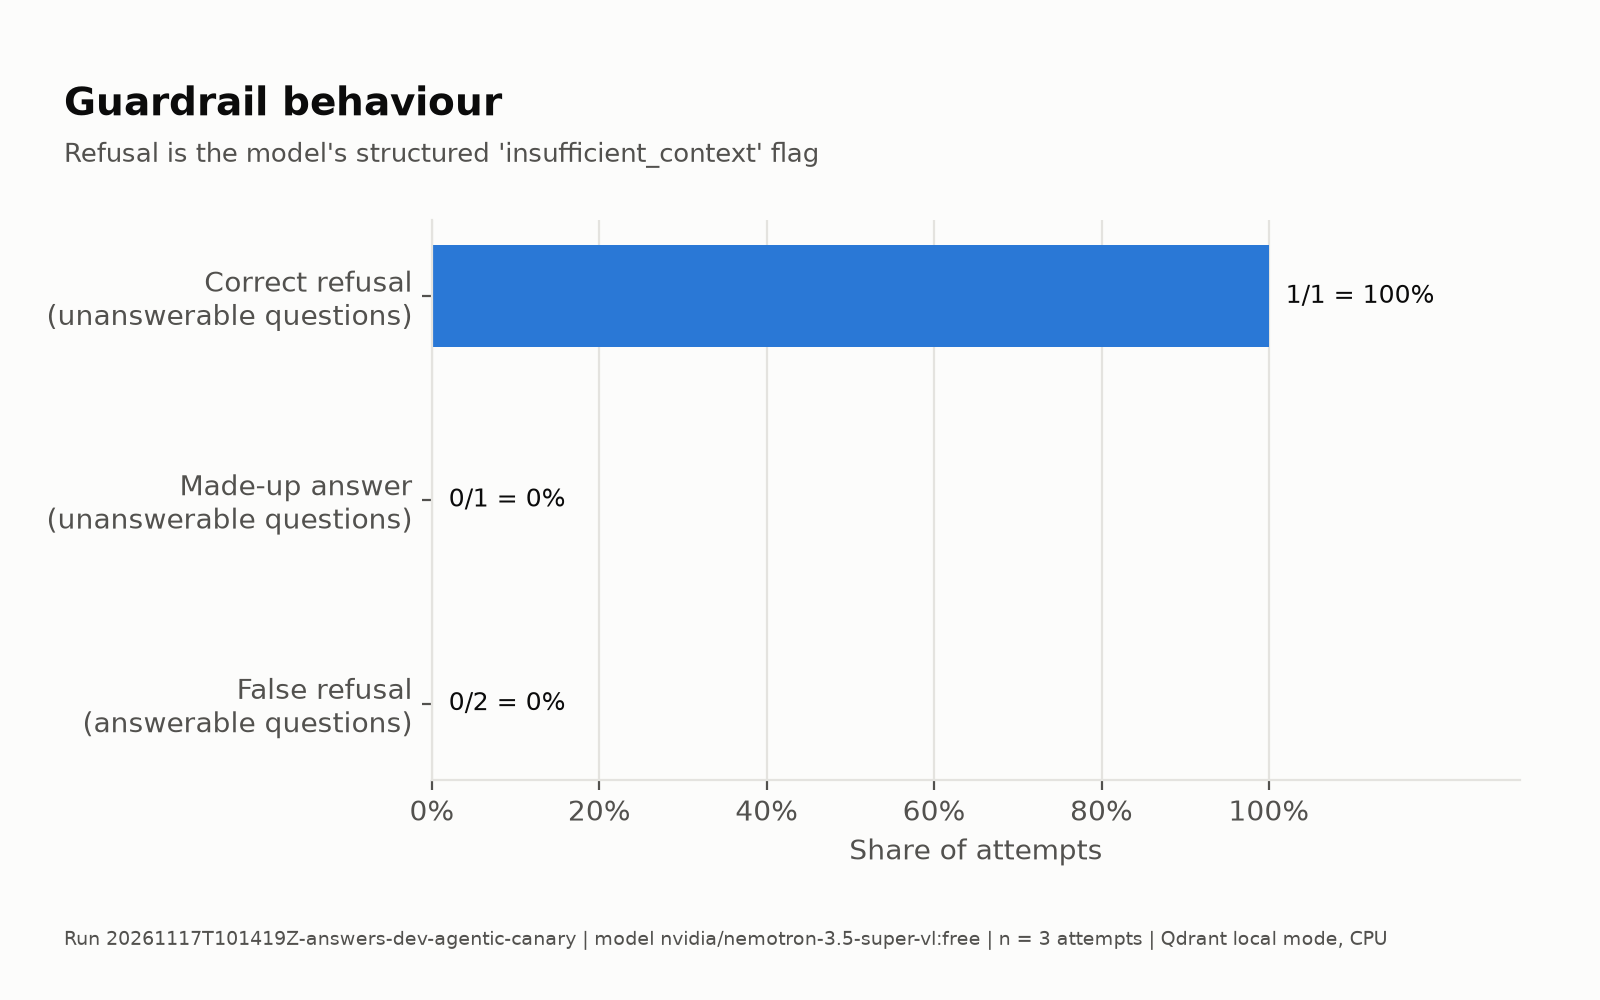 Guardrail behaviour
Refusal is the model's structured 'insufficient_context' flag
Correct refusal
(unanswerable questions)
1/1 = 100%
Made-up answer
(unanswerable questions)
0/1 = 0%
False refusal
(answerable questions)
0/2 = 0%
0% 20% 40% 60% 80% 100%
Share of attempts
Run 20261117T101419Z-answers-dev-agentic-canary | model nvidia/nemotron-3.5-super-vl:free | n = 3 attempts | Qdrant local mode, CPU